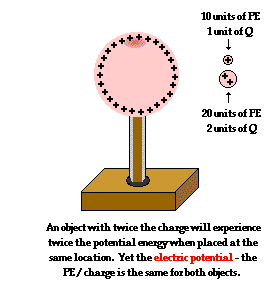 10 units of PE
1 unit of Q
20 units of PE
2 units of Q
An object with twice the charge will experience
twice the potential energy when placed at the
same location. Yet the electric potential - the
PE / charge is the same for both objects.